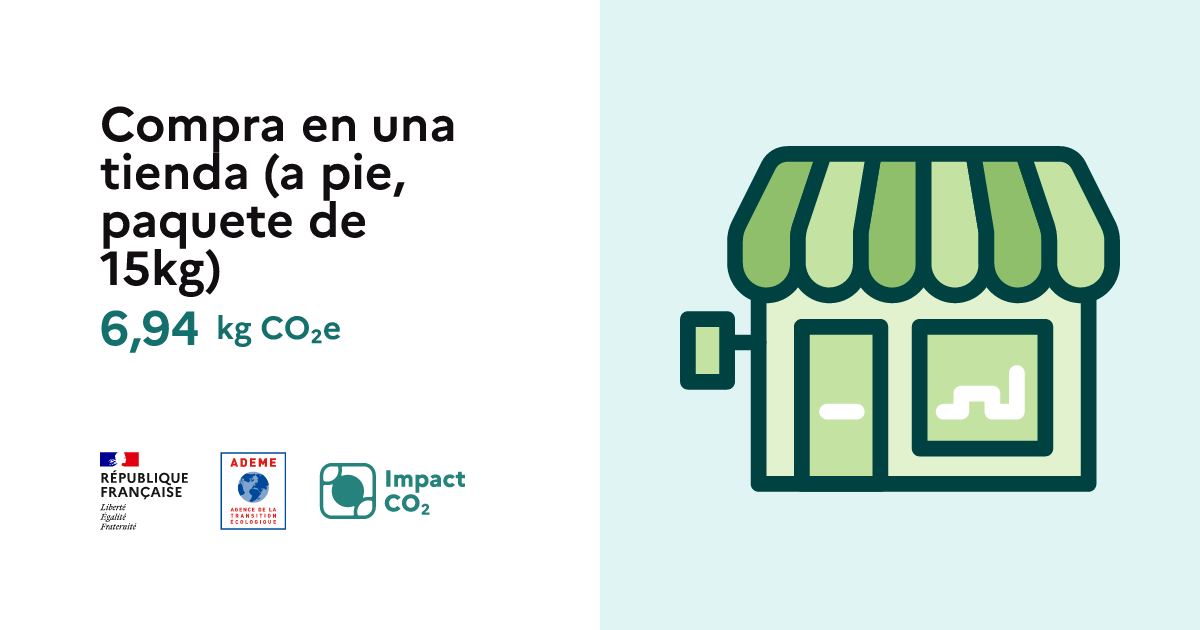 Compra en una
tienda (a pie,
paquete de
15kg)
6,94 kg CO₂e
RÉPUBLIQUE
FRANÇAISE
Liberté
Égalité
Fraternité
ADEME
AGENCE DE LA
TRANSITION
ÉCOLOGIQUE
Impact
CO₂